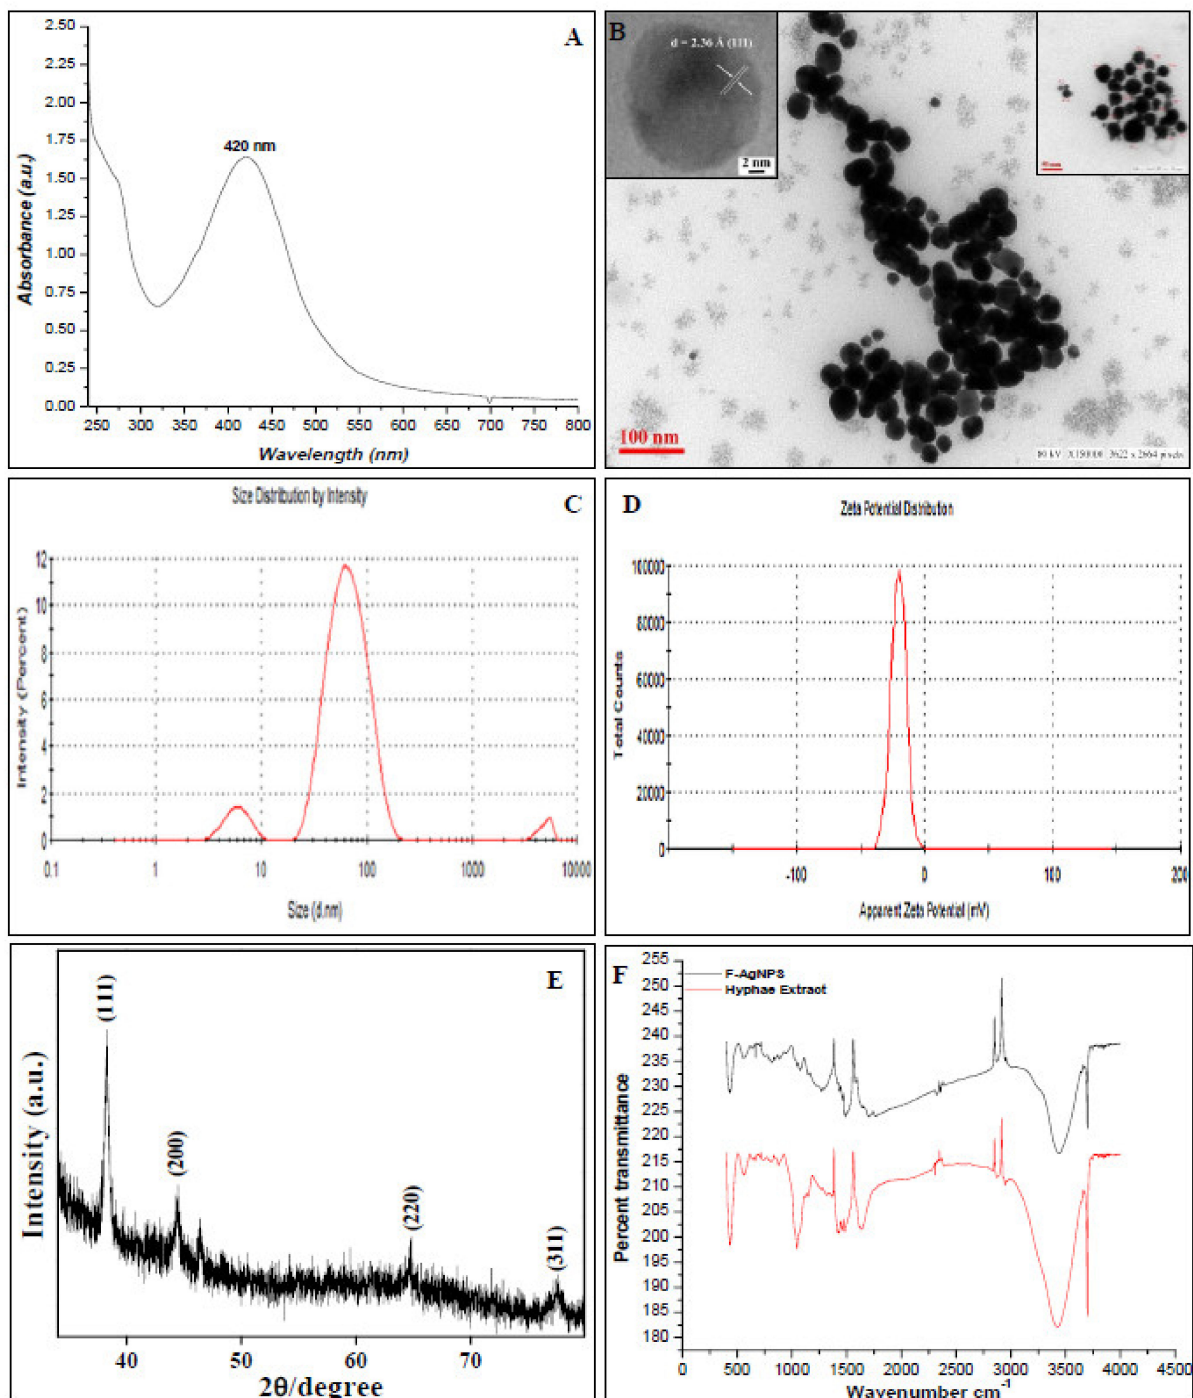 A
2.50
2.25
2.00
1.75
1.50
1.25
1.00
0.75
0.50
0.25
0.00
Absorbance (a.u.)
420 nm
250 300 350 400 450 500 550 600 650 700 750 800
Wavelength (nm)
B
d = 2.36 Å (111)
2 nm
100 nm
80 kV X150000 3622 x 2664 pixels
Size Distribution by Intensity
C
12
10
8
6
4
2
0
Intensity (Percent)
0.1 1 10 100 1000 10000
Size (d.nm)
D
Zeta Potential Distribution
100000
80000
60000
40000
20000
0
Total Counts
-100 0 100 200
Apparent Zeta Potential (mV)
E
Intensity (a.u.)
(111)
(200)
(220)
(311)
40 50 60 70
2θ/degree
F
F-AgNPS
Hyphae Extract
255
250
245
240
235
230
225
220
215
210
205
200
195
190
185
180
Percent transmittance
0 500 1000 1500 2000 2500 3000 3500 4000
Wavenumber cm-1